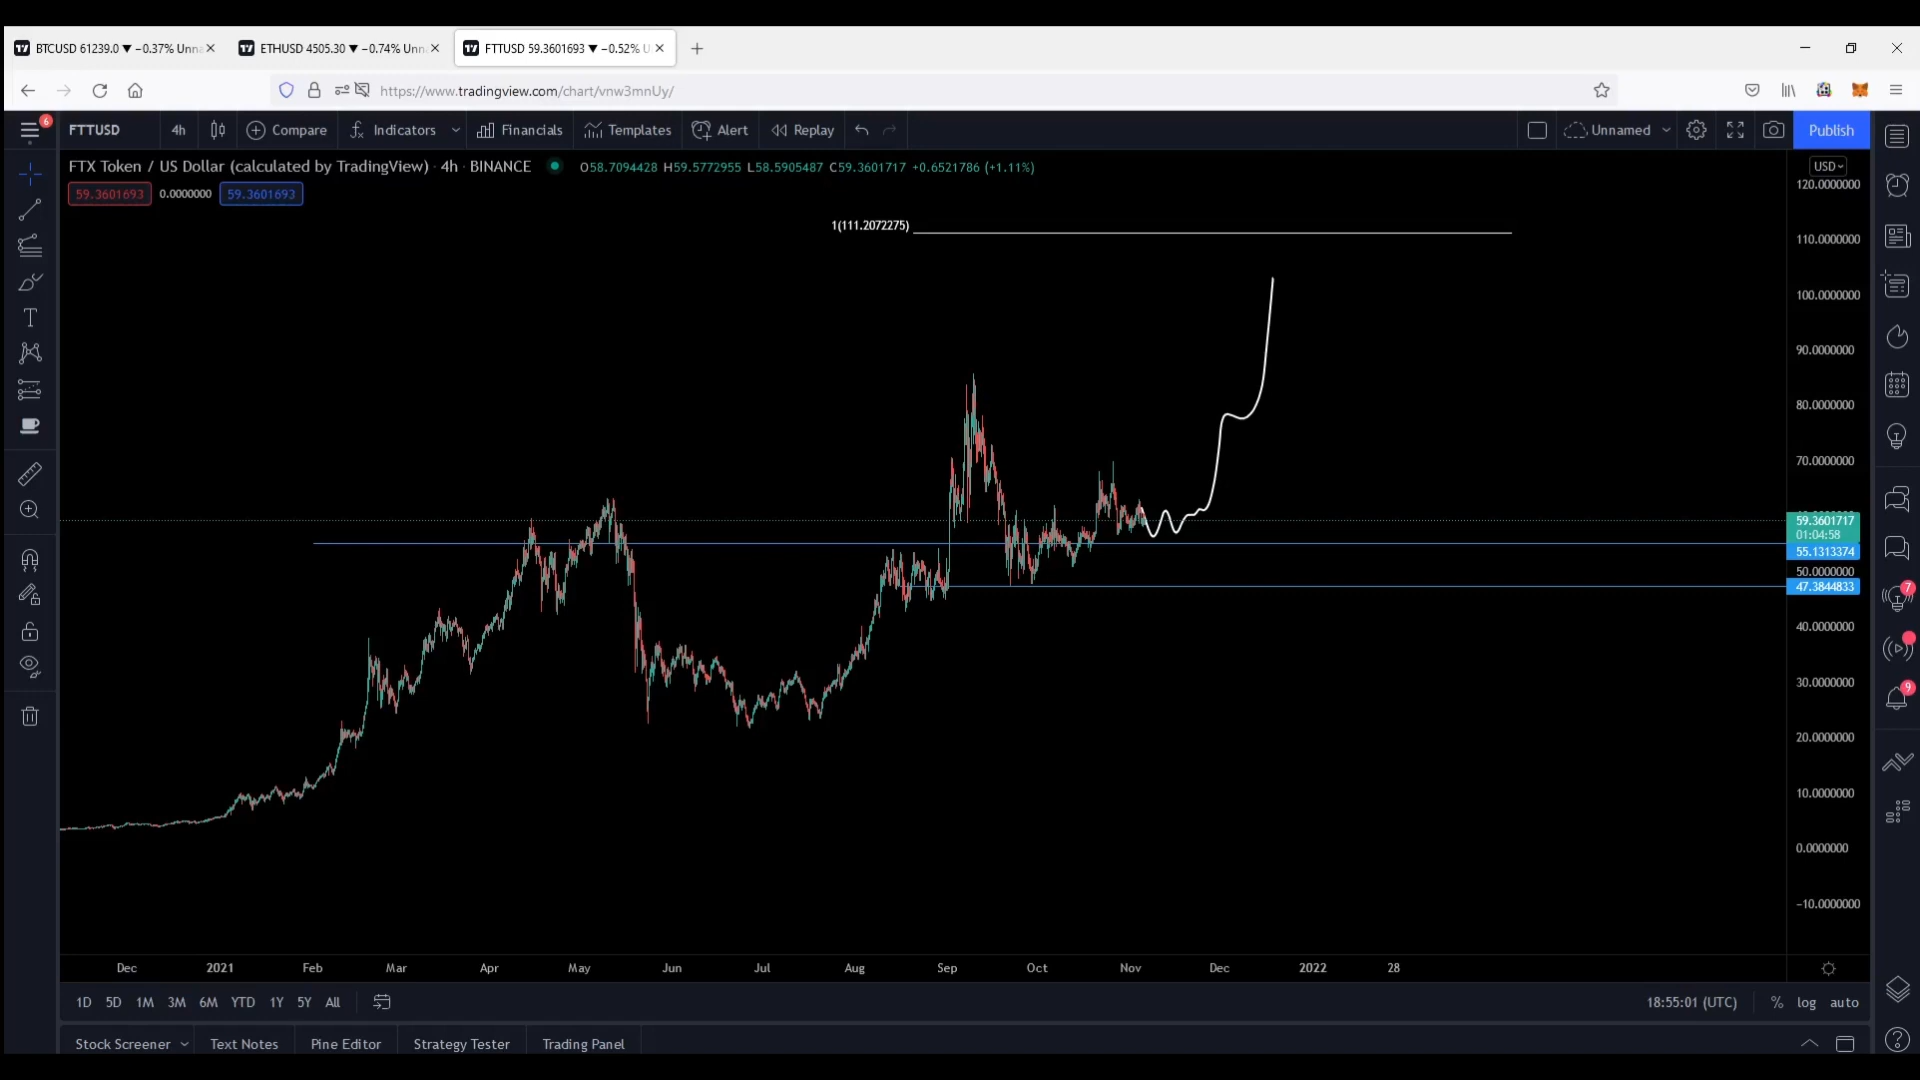 BTCUSD 61239.0 ▼ −0.37% Unna
ETHUSD 4505.30 ▼ −0.74% Unn
FTTUSD 59.3601693 ▼ −0.52% U
https://www.tradingview.com/chart/vnw3mnUy/
6
FTTUSD
4h
Compare
Indicators
Financials
Templates
Alert
Replay
Unnamed
Publish
FTX Token / US Dollar (calculated by TradingView) · 4h · BINANCE
O58.7094428 H59.5772955 L58.5905487 C59.3601717 +0.6521786 (+1.11%)
USD
59.3601693
0.0000000
59.3601693
120.0000000
1(111.2072275)
110.0000000
100.0000000
90.0000000
80.0000000
70.0000000
59.3601717
01:04:58
55.1313374
50.0000000
47.3844833
40.0000000
30.0000000
20.0000000
10.0000000
0.0000000
−10.0000000
7
9
Dec
2021
Feb
Mar
Apr
May
Jun
Jul
Aug
Sep
Oct
Nov
Dec
2022
28
1D
5D
1M
3M
6M
YTD
1Y
5Y
All
18:55:01 (UTC)
%
log
auto
Stock Screener
Text Notes
Pine Editor
Strategy Tester
Trading Panel